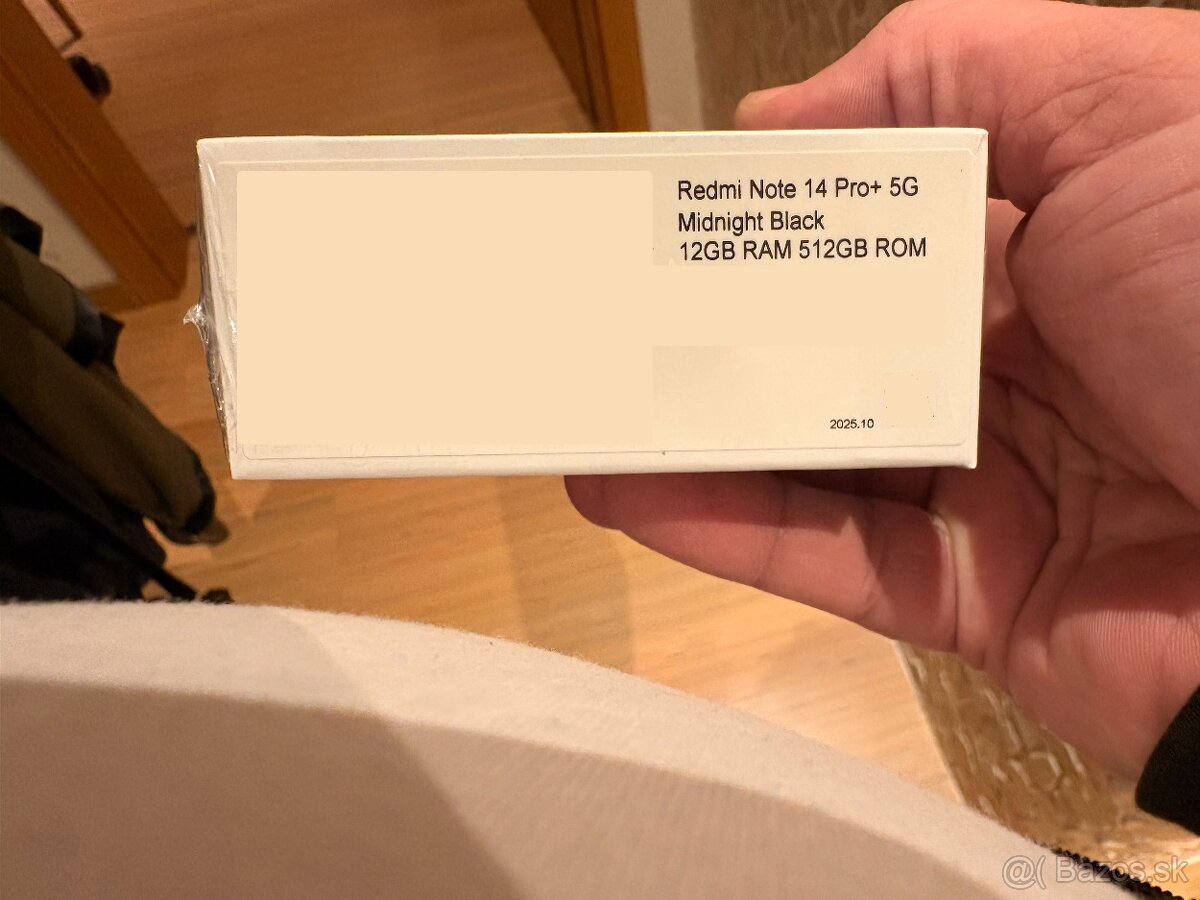 Redmi Note 14 Pro+ 5G
Midnight Black
12GB RAM 512GB ROM
2025.10
@( Bazos.sk